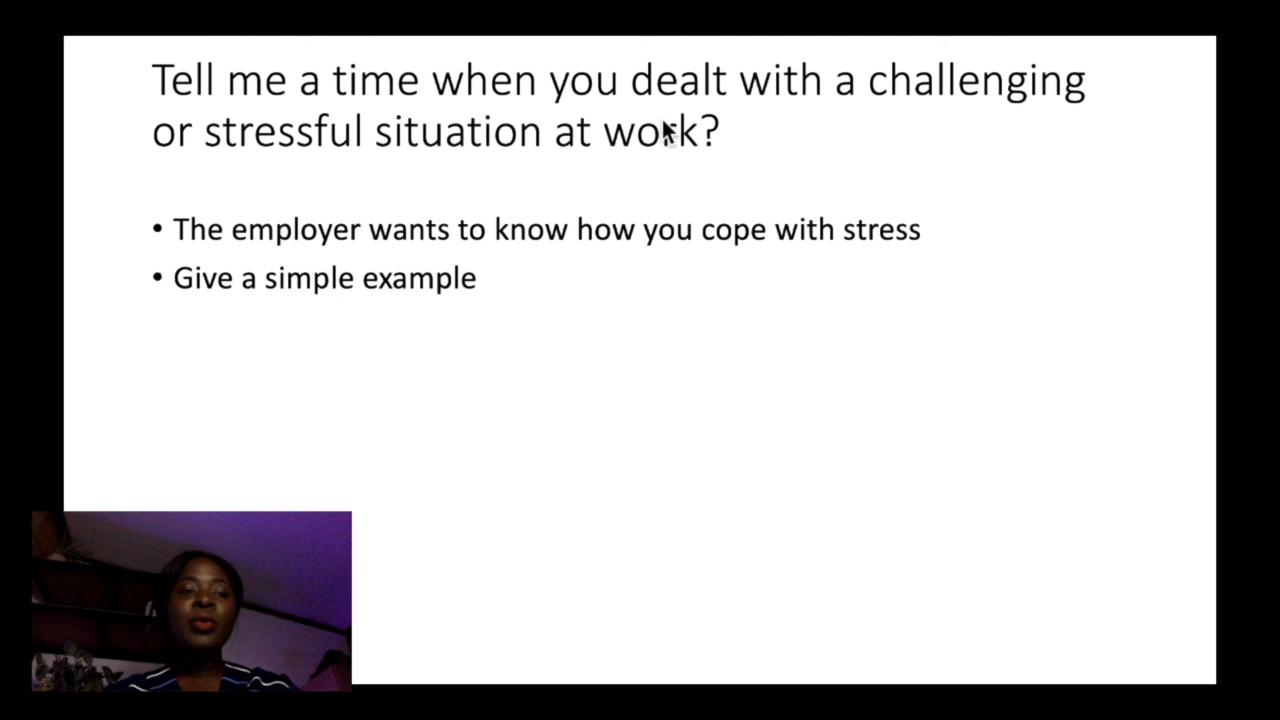 Tell me a time when you dealt with a challenging
or stressful situation at work?
• The employer wants to know how you cope with stress
• Give a simple example